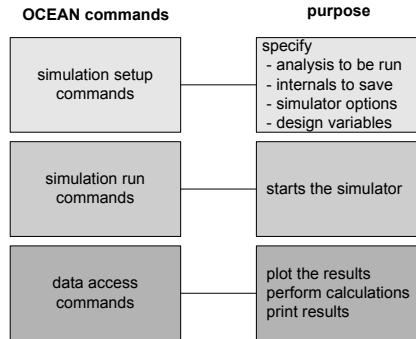 OCEAN commands
purpose
simulation setup
commands
specify
- analysis to be run
- internals to save
- simulator options
- design variables
simulation run
commands
starts the simulator
data access
commands
plot the results
perform calculations
print results